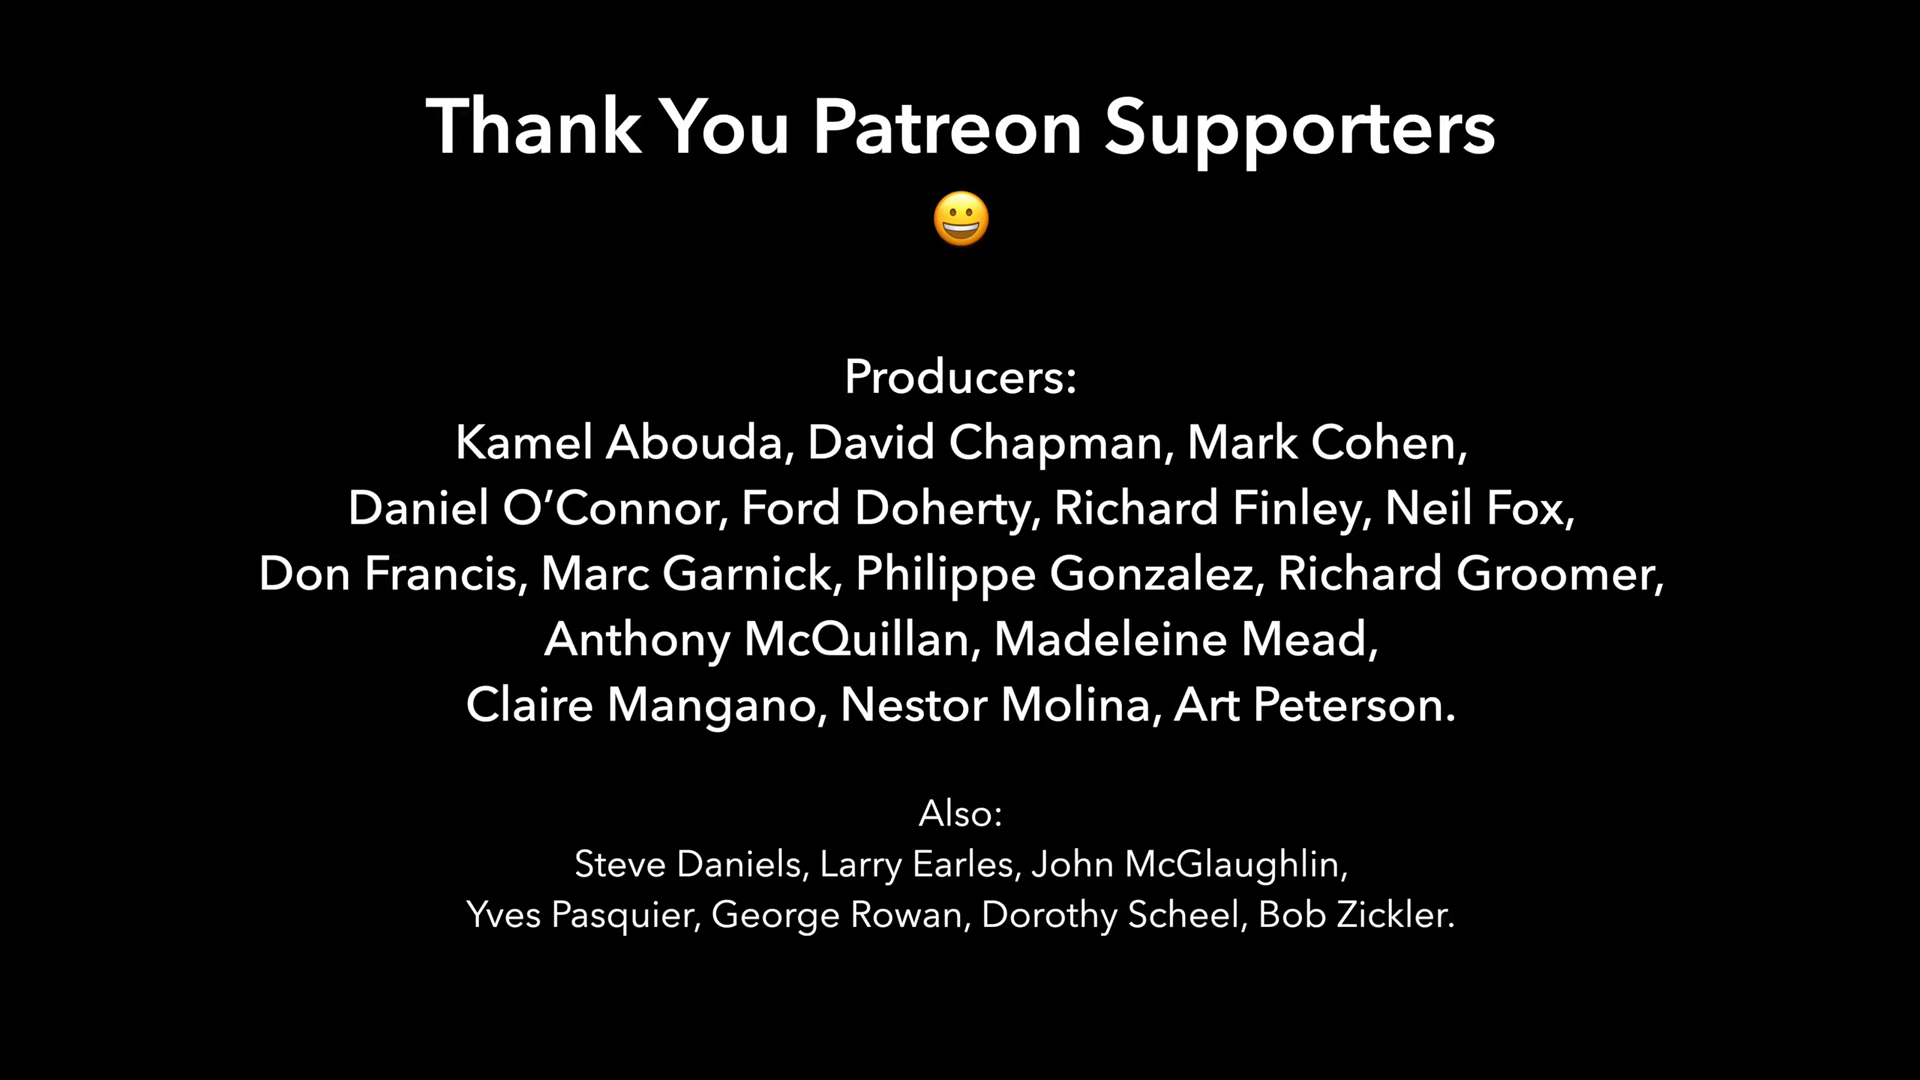 Thank You Patreon Supporters
😀
Producers:
Kamel Abouda, David Chapman, Mark Cohen,
Daniel O’Connor, Ford Doherty, Richard Finley, Neil Fox,
Don Francis, Marc Garnick, Philippe Gonzalez, Richard Groomer,
Anthony McQuillan, Madeleine Mead,
Claire Mangano, Nestor Molina, Art Peterson.
Also:
Steve Daniels, Larry Earles, John McGlaughlin,
Yves Pasquier, George Rowan, Dorothy Scheel, Bob Zickler.